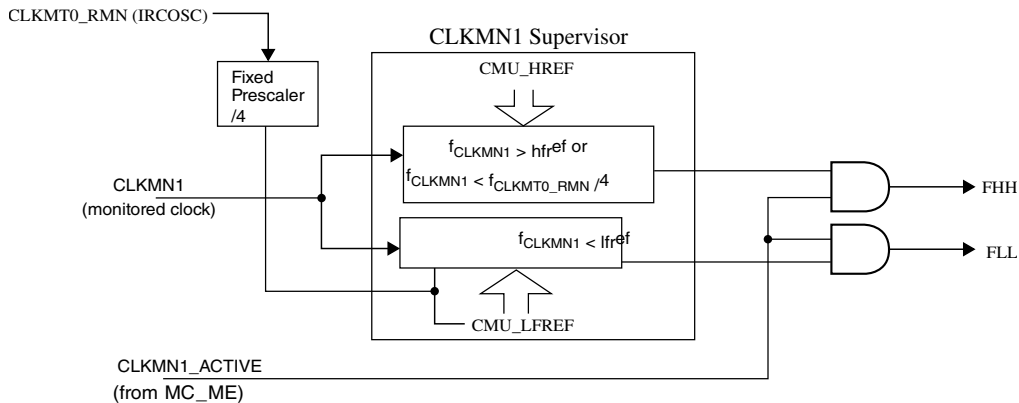 CLKMT0_RMN (IRCOSC)
CLKMN1 Supervisor
CMU_HREF
Fixed
Prescaler
/4
fCLKMN1 > hfref or
fCLKMN1 < fCLKMT0_RMN /4
CLKMN1
(monitored clock)
FHH
fCLKMN1 < lfref
FLL
CMU_LFREF
CLKMN1_ACTIVE
(from MC_ME)